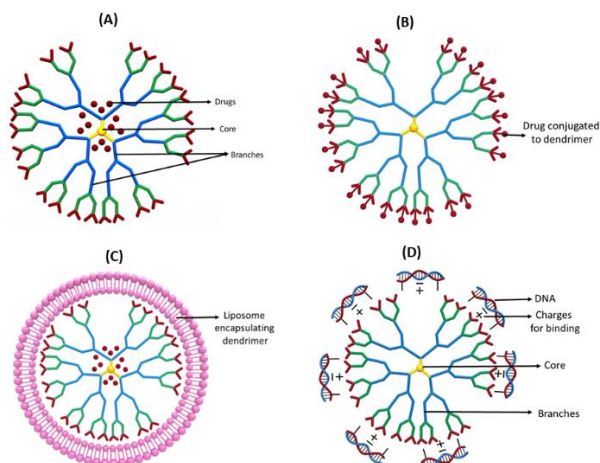 (A)
Drugs
Core
Branches
(B)
Drug conjugated
to dendrimer
(C)
Liposome
encapsulating
dendrimer
(D)
DNA
Charges
for binding
Core
Branches